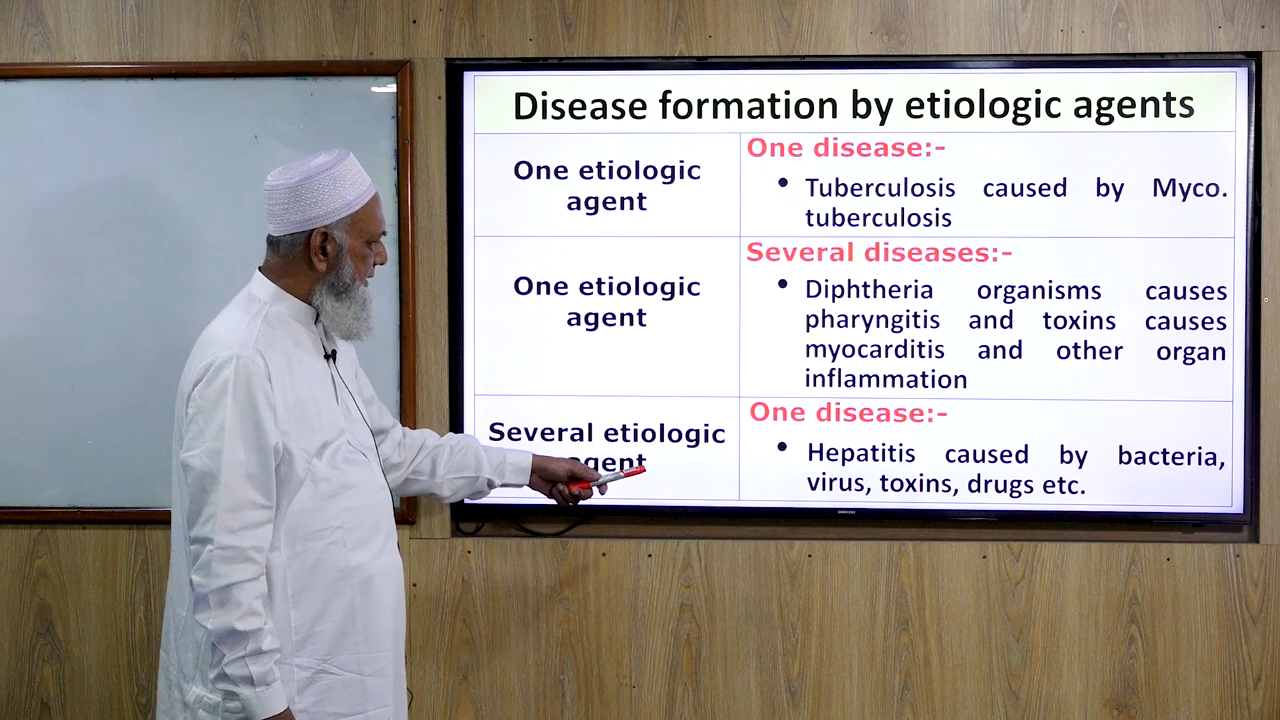 Disease formation by etiologic agents
One etiologic
agent
One disease:-
• Tuberculosis caused by Myco.
tuberculosis
One etiologic
agent
Several diseases:-
• Diphtheria organisms causes
pharyngitis and toxins causes
myocarditis and other organ
inflammation
Several etiologic
agent
One disease:-
• Hepatitis caused by bacteria,
virus, toxins, drugs etc.
SAMSUNG